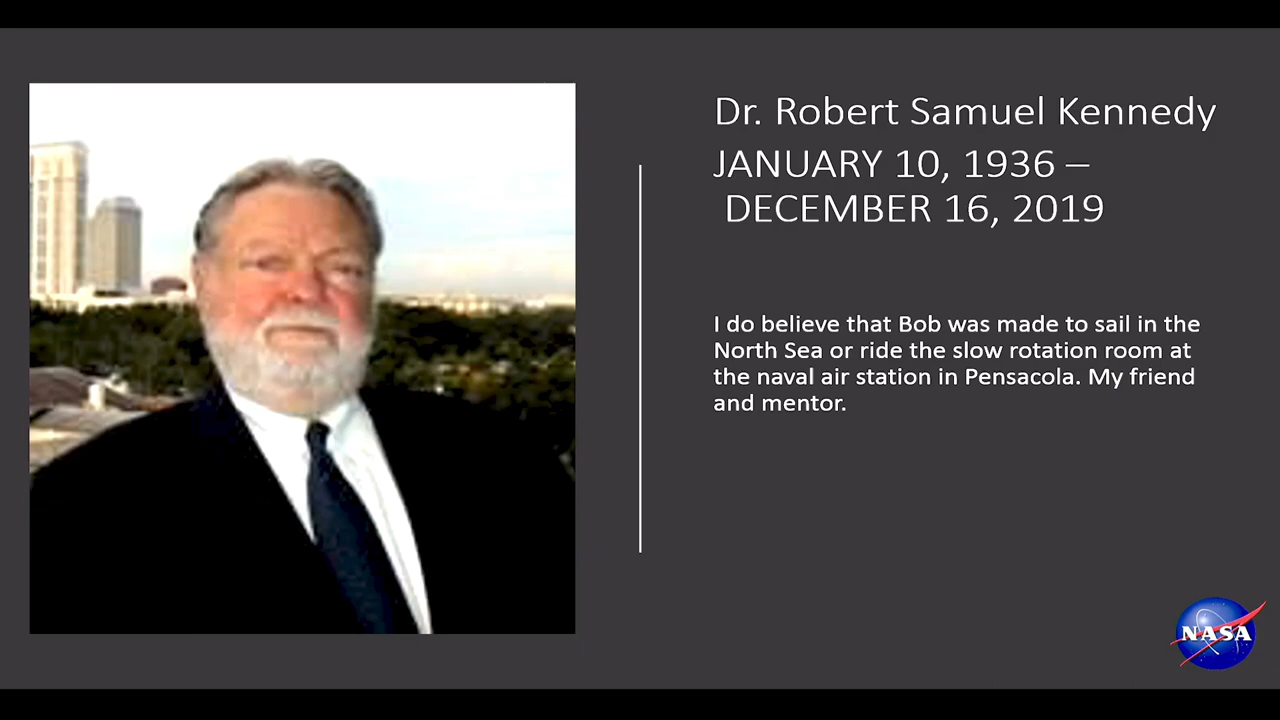 Dr. Robert Samuel Kennedy
JANUARY 10, 1936 –
DECEMBER 16, 2019
I do believe that Bob was made to sail in the
North Sea or ride the slow rotation room at
the naval air station in Pensacola. My friend
and mentor.
NASA